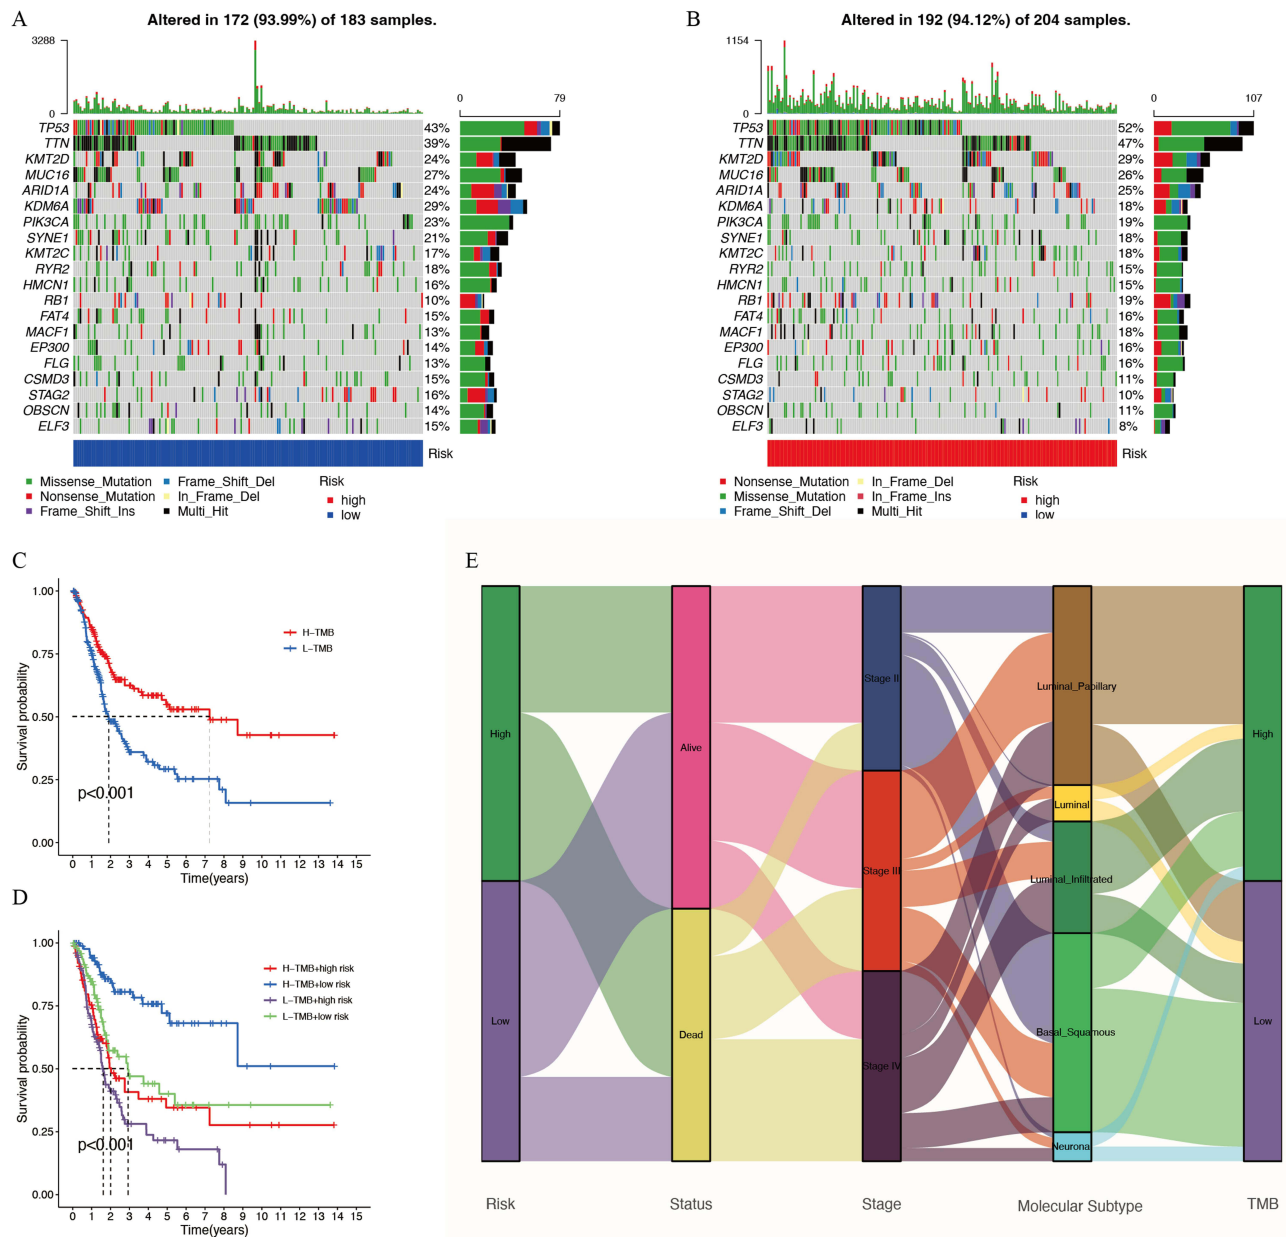 A
Altered in 172 (93.99%) of 183 samples.
3288
0
0 79
TP53 43%
TTN 39%
KMT2D 24%
MUC16 27%
ARID1A 24%
KDM6A 29%
PIK3CA 23%
SYNE1 21%
KMT2C 17%
RYR2 18%
HMCN1 16%
RB1 10%
FAT4 15%
MACF1 13%
EP300 14%
FLG 13%
CSMD3 15%
STAG2 16%
OBSCN 14%
ELF3 15%
Risk
Missense_Mutation Frame_Shift_Del Risk
Nonsense_Mutation In_Frame_Del high
Frame_Shift_Ins Multi_Hit low
B
Altered in 192 (94.12%) of 204 samples.
1154
0
0 107
TP53 52%
TTN 47%
KMT2D 29%
MUC16 26%
ARID1A 25%
KDM6A 18%
PIK3CA 19%
SYNE1 18%
KMT2C 18%
RYR2 15%
HMCN1 15%
RB1 19%
FAT4 16%
MACF1 18%
EP300 16%
FLG 16%
CSMD3 11%
STAG2 10%
OBSCN 11%
ELF3 8%
Risk
Nonsense_Mutation In_Frame_Del Risk
Missense_Mutation In_Frame_Ins high
Frame_Shift_Del Multi_Hit low
C
Survival probability
1.00
0.75
0.50
0.25
0.00
H-TMB
L-TMB
p<0.001
0 1 2 3 4 5 6 7 8 9 10 11 12 13 14 15
Time(years)
D
Survival probability
1.00
0.75
0.50
0.25
0.00
H-TMB+high risk
H-TMB+low risk
L-TMB+high risk
L-TMB+low risk
p<0.001
0 1 2 3 4 5 6 7 8 9 10 11 12 13 14 15
Time(years)
E
High
Low
Alive
Dead
Stage II
Stage III
Stage IV
Luminal_Papillary
Luminal
Luminal_Infiltrated
Basal_Squamous
Neurona
High
Low
Risk Status Stage Molecular Subtype TMB